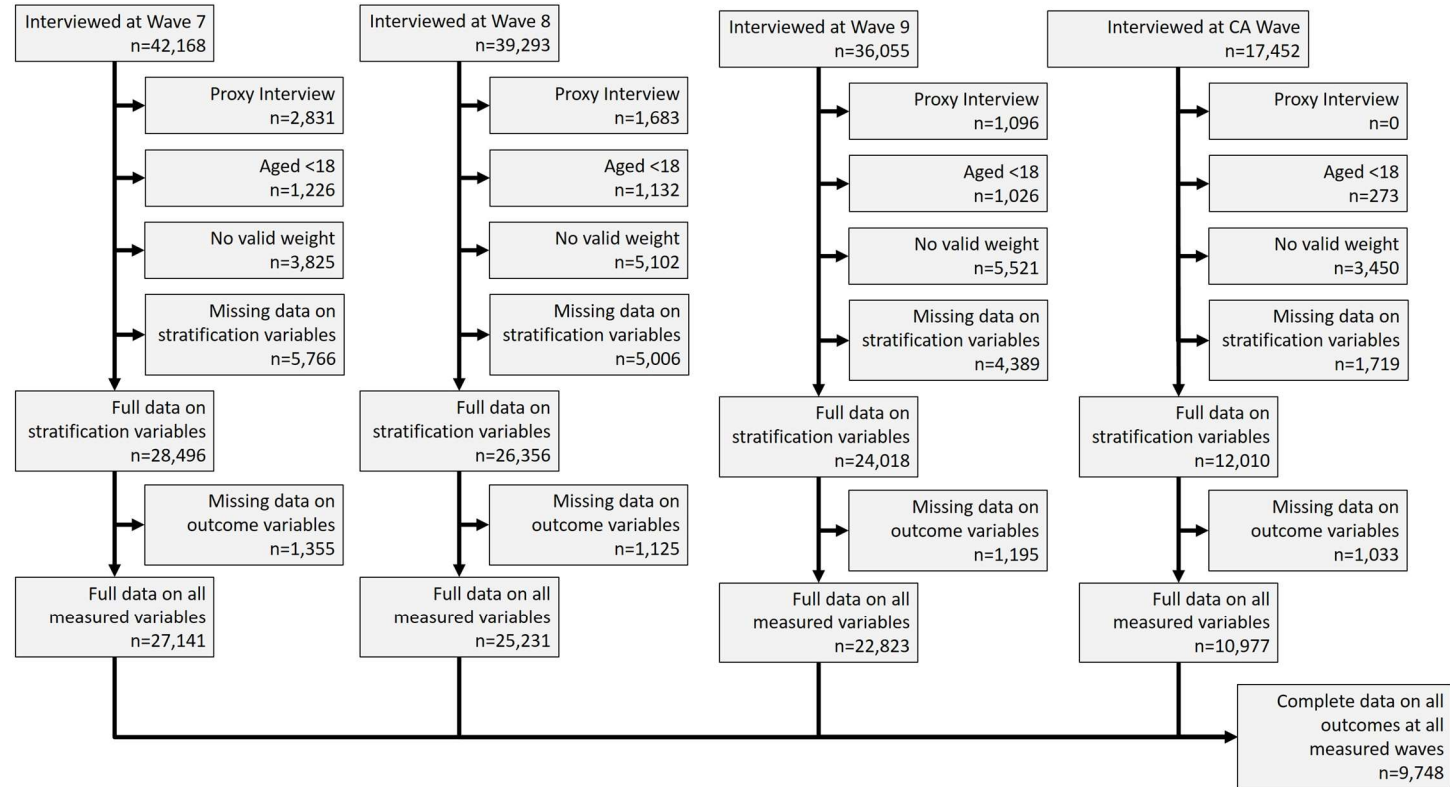 Interviewed at Wave 7
n=42,168
Proxy Interview
n=2,831
Aged <18
n=1,226
No valid weight
n=3,825
Missing data on
stratification variables
n=5,766
Full data on
stratification variables
n=28,496
Missing data on
outcome variables
n=1,355
Full data on all
measured variables
n=27,141
Interviewed at Wave 8
n=39,293
Proxy Interview
n=1,683
Aged <18
n=1,132
No valid weight
n=5,102
Missing data on
stratification variables
n=5,006
Full data on
stratification variables
n=26,356
Missing data on
outcome variables
n=1,125
Full data on all
measured variables
n=25,231
Interviewed at Wave 9
n=36,055
Proxy Interview
n=1,096
Aged <18
n=1,026
No valid weight
n=5,521
Missing data on
stratification variables
n=4,389
Full data on
stratification variables
n=24,018
Missing data on
outcome variables
n=1,195
Full data on all
measured variables
n=22,823
Interviewed at CA Wave
n=17,452
Proxy Interview
n=0
Aged <18
n=273
No valid weight
n=3,450
Missing data on
stratification variables
n=1,719
Full data on
stratification variables
n=12,010
Missing data on
outcome variables
n=1,033
Full data on all
measured variables
n=10,977
Complete data on all
outcomes at all
measured waves
n=9,748